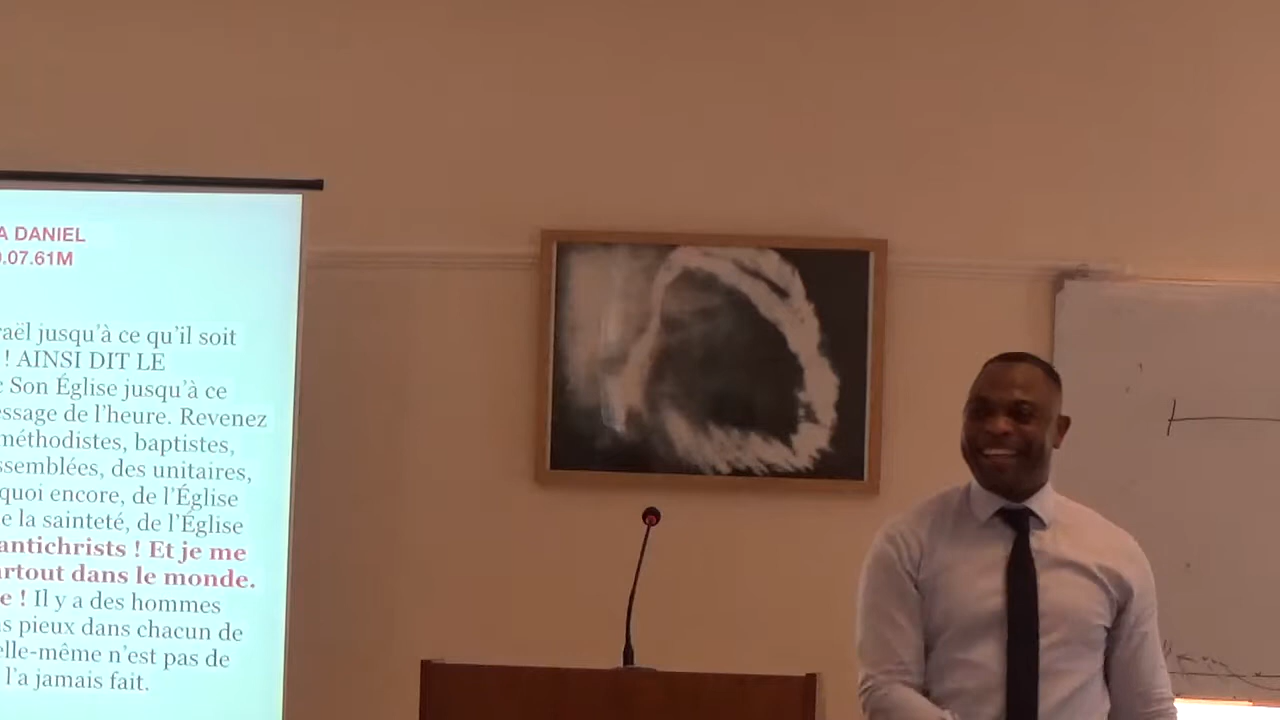 A DANIEL
.07.61M
raël jusqu'à ce qu'il soit
! AINSI DIT LE
Son Église jusqu'à ce
ssage de l'heure. Revenez
méthodistes, baptistes,
ssemblées, des unitaires,
quoi encore, de l'Église
e la sainteté, de l'Église
antichrists ! Et je me
artout dans le monde.
e ! Il y a des hommes
s pieux dans chacun de
elle-même n'est pas de
l'a jamais fait.